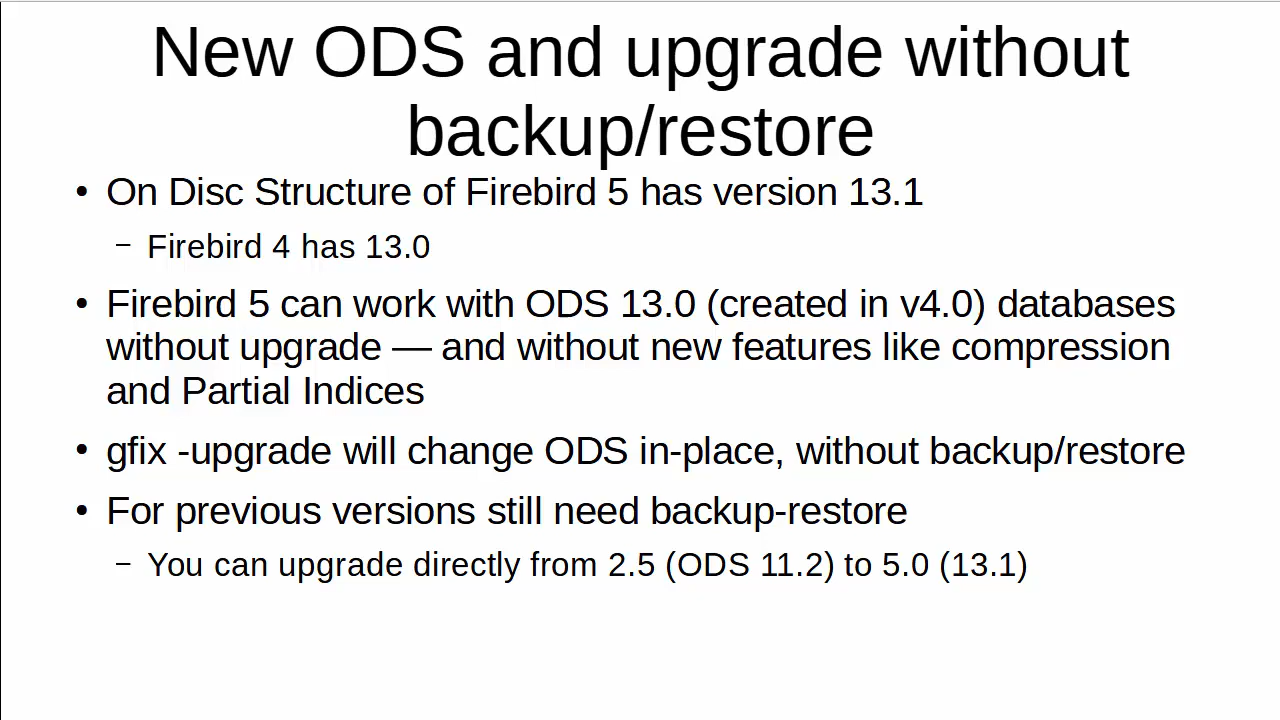 New ODS and upgrade without
backup/restore
• On Disc Structure of Firebird 5 has version 13.1
– Firebird 4 has 13.0
• Firebird 5 can work with ODS 13.0 (created in v4.0) databases
without upgrade — and without new features like compression
and Partial Indices
• gfix -upgrade will change ODS in-place, without backup/restore
• For previous versions still need backup-restore
– You can upgrade directly from 2.5 (ODS 11.2) to 5.0 (13.1)